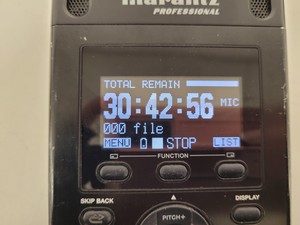 marantz
PROFESSIONAL
TOTAL REMAIN
30:42:56 MIC
000 file
MENU STOP LIST
FUNCTION
SKIP BACK
DISPLAY
PITCH+